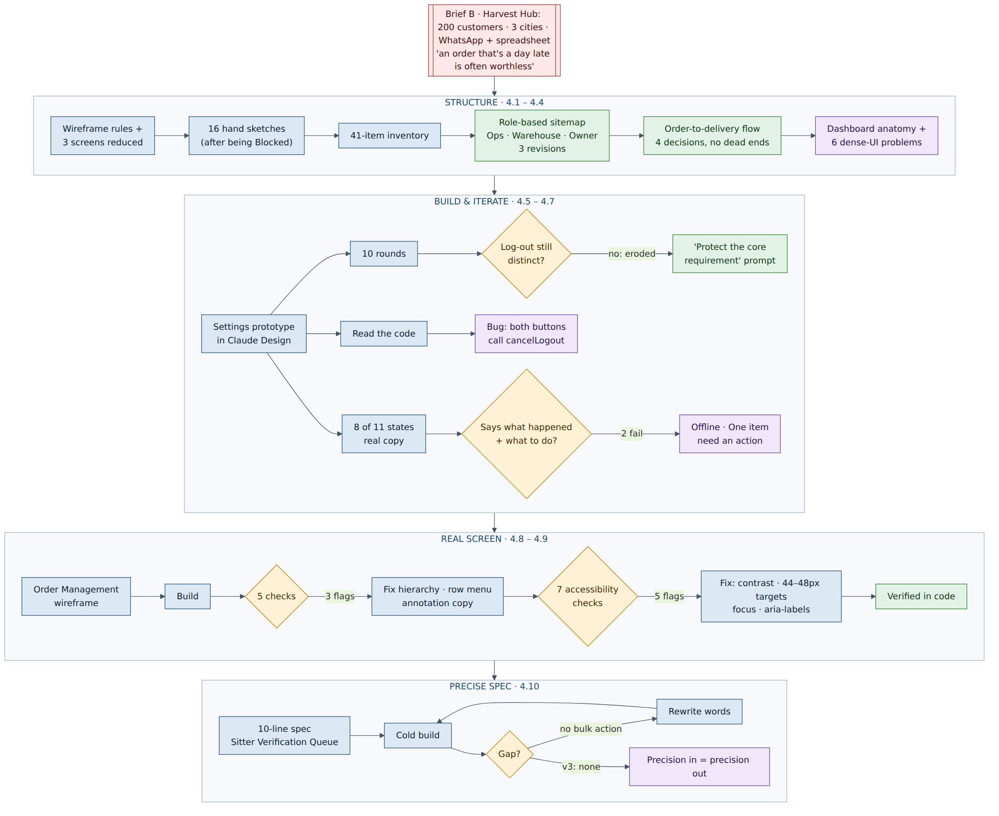 Brief B · Harvest Hub:
200 customers · 3 cities ·
WhatsApp + spreadsheet
'an order that's a day late
is often worthless'
STRUCTURE · 4.1 – 4.4
Wireframe rules +
3 screens reduced
16 hand sketches
(after being Blocked)
41-item inventory
Role-based sitemap
Ops · Warehouse · Owner
3 revisions
Order-to-delivery flow
4 decisions, no dead ends
Dashboard anatomy +
6 dense-UI problems
BUILD & ITERATE · 4.5 – 4.7
10 rounds
Log-out still
distinct?
no: eroded
'Protect the core
requirement' prompt
Settings prototype
in Claude Design
Read the code
Bug: both buttons
call cancelLogout
8 of 11 states
real copy
Says what happened
+ what to do?
2 fail
Offline · One item
need an action
REAL SCREEN · 4.8 – 4.9
Order Management
wireframe
Build
5 checks
3 flags
Fix hierarchy · row menu
annotation copy
7 accessibility
checks
5 flags
Fix: contrast · 44–48px
targets
focus · aria-labels
Verified in code
PRECISE SPEC · 4.10
10-line spec
Sitter Verification Queue
Cold build
Gap?
no bulk action
Rewrite words
v3: none
Precision in = precision
out